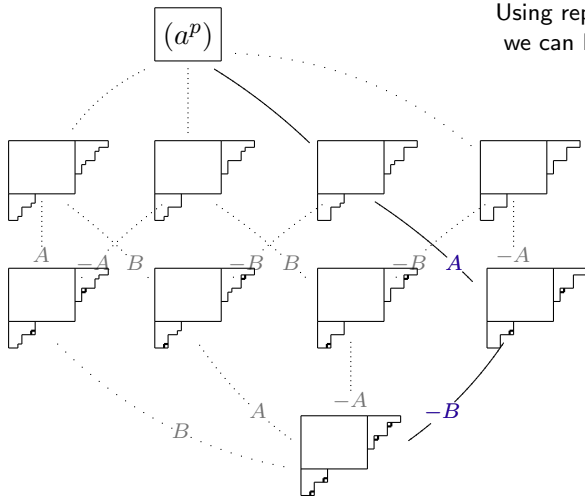 Using rep
we can l
(a^p)
A -A B -B B -B A -A
B A -A -B